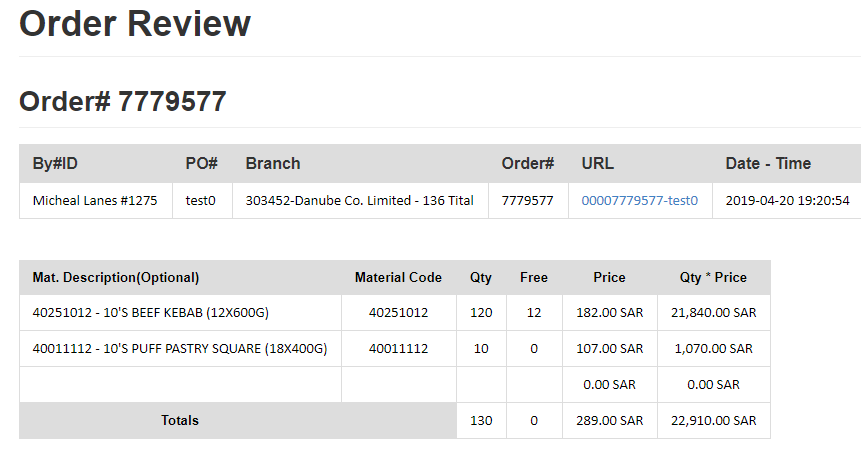 Order Review
Order# 7779577
By#ID PO# Branch Order# URL Date - Time
Micheal Lanes #1275 test0 303452-Danube Co. Limited - 136 Tital 7779577 00007779577-test0 2019-04-20 19:20:54
Mat. Description(Optional) Material Code Qty Free Price Qty * Price
40251012 - 10'S BEEF KEBAB (12X600G) 40251012 120 12 182.00 SAR 21,840.00 SAR
40011112 - 10'S PUFF PASTRY SQUARE (18X400G) 40011112 10 0 107.00 SAR 1,070.00 SAR
0.00 SAR 0.00 SAR
Totals 130 0 289.00 SAR 22,910.00 SAR